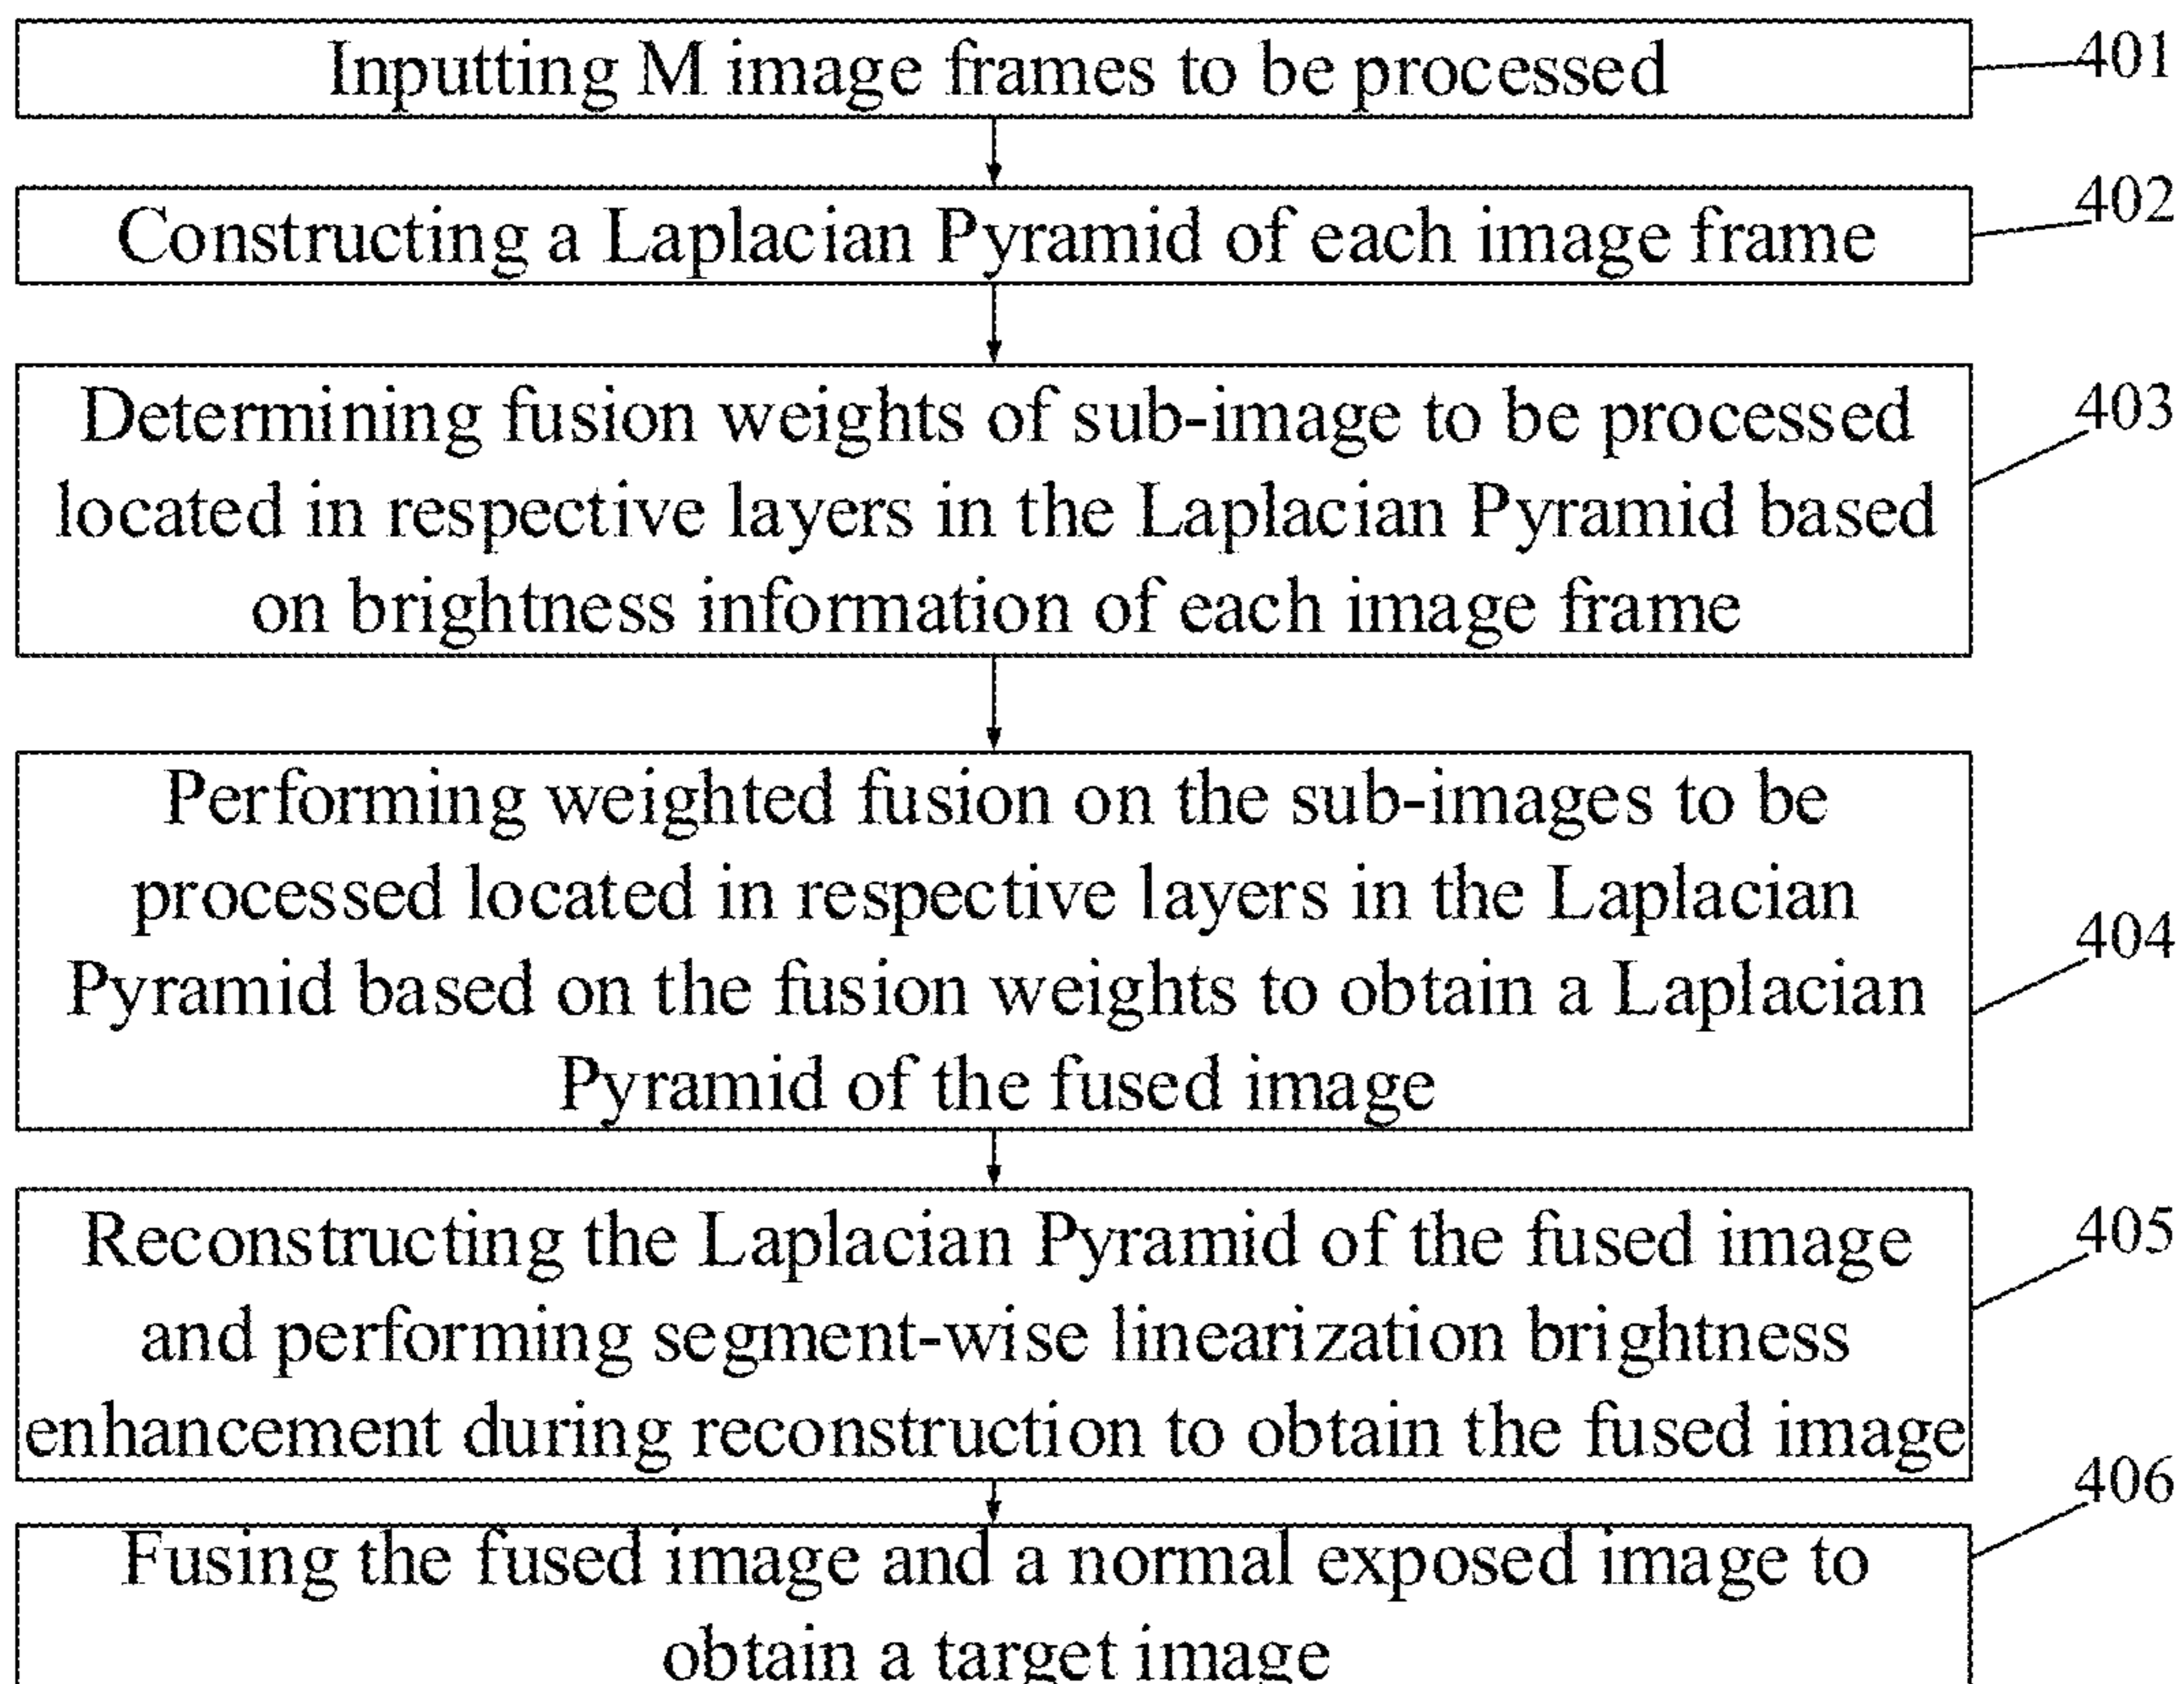 Inputting M image frames to be processed
401
Constructing a Laplacian Pyramid of each image frame
402
Determining fusion weights of sub-image to be processed
located in respective layers in the Laplacian Pyramid based
on brightness information of each image frame
403
Performing weighted fusion on the sub-images to be
processed located in respective layers in the Laplacian
Pyramid based on the fusion weights to obtain a Laplacian
Pyramid of the fused image
404
Reconstructing the Laplacian Pyramid of the fused image
and performing segment-wise linearization brightness
enhancement during reconstruction to obtain the fused image
405
Fusing the fused image and a normal exposed image to
obtain a target image
406